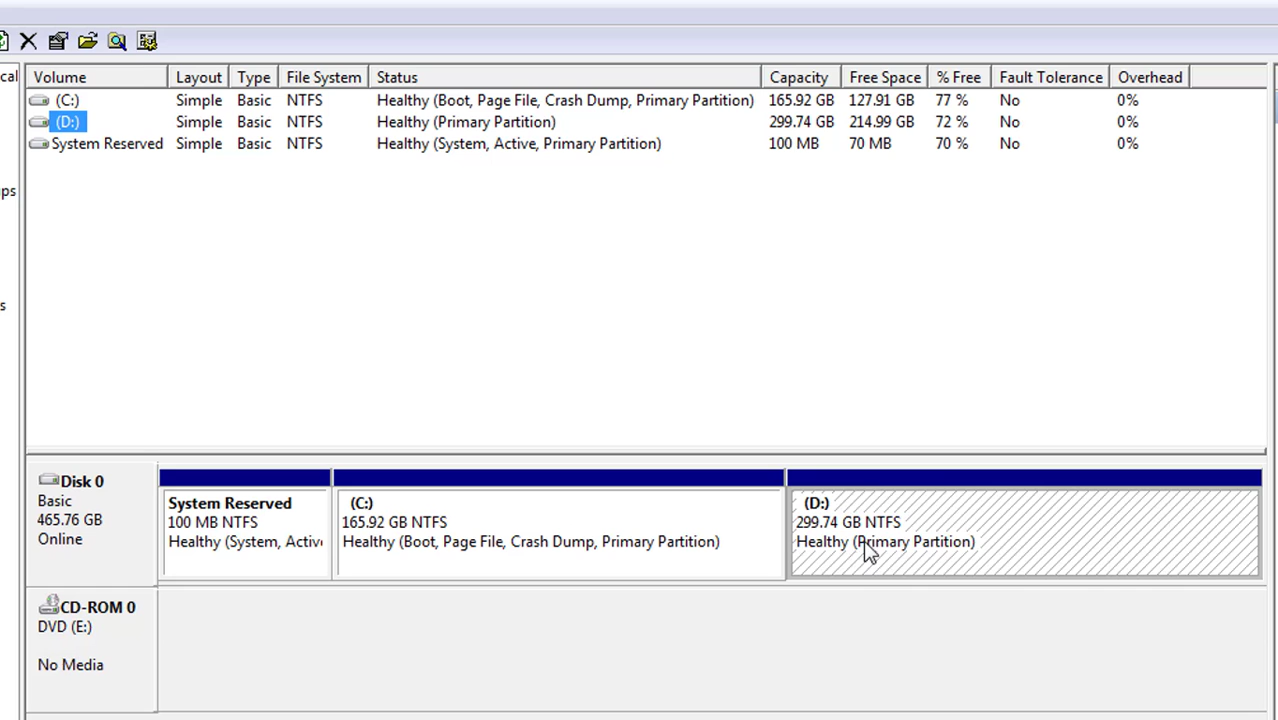 cal
ups
s
Volume Layout Type File System Status Capacity Free Space % Free Fault Tolerance Overhead
(C:) Simple Basic NTFS Healthy (Boot, Page File, Crash Dump, Primary Partition) 165.92 GB 127.91 GB 77 % No 0%
(D:) Simple Basic NTFS Healthy (Primary Partition) 299.74 GB 214.99 GB 72 % No 0%
System Reserved Simple Basic NTFS Healthy (System, Active, Primary Partition) 100 MB 70 MB 70 % No 0%
Disk 0
Basic
465.76 GB
Online
System Reserved
100 MB NTFS
Healthy (System, Activ
(C:)
165.92 GB NTFS
Healthy (Boot, Page File, Crash Dump, Primary Partition)
(D:)
299.74 GB NTFS
Healthy (Primary Partition)
CD-ROM 0
DVD (E:)
No Media